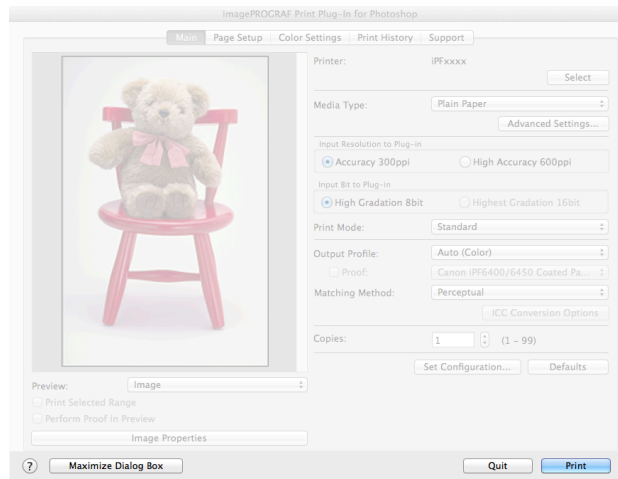 imagePROGRAF Print Plug-In for Photoshop
Main Page Setup Color Settings Print History Support
Printer: iPFxxxx
Select
Media Type: Plain Paper
Advanced Settings...
Input Resolution to Plug-in
Accuracy 300ppi High Accuracy 600ppi
Input Bit to Plug-in
High Gradation 8bit Highest Gradation 16bit
Print Mode: Standard
Output Profile: Auto (Color)
Proof: Canon iPF6400/6450 Coated Pa...
Matching Method: Perceptual
ICC Conversion Options
Copies: 1 (1 – 99)
Set Configuration... Defaults
Preview: Image
Print Selected Range
Perform Proof in Preview
Image Properties
? Maximize Dialog Box Quit Print